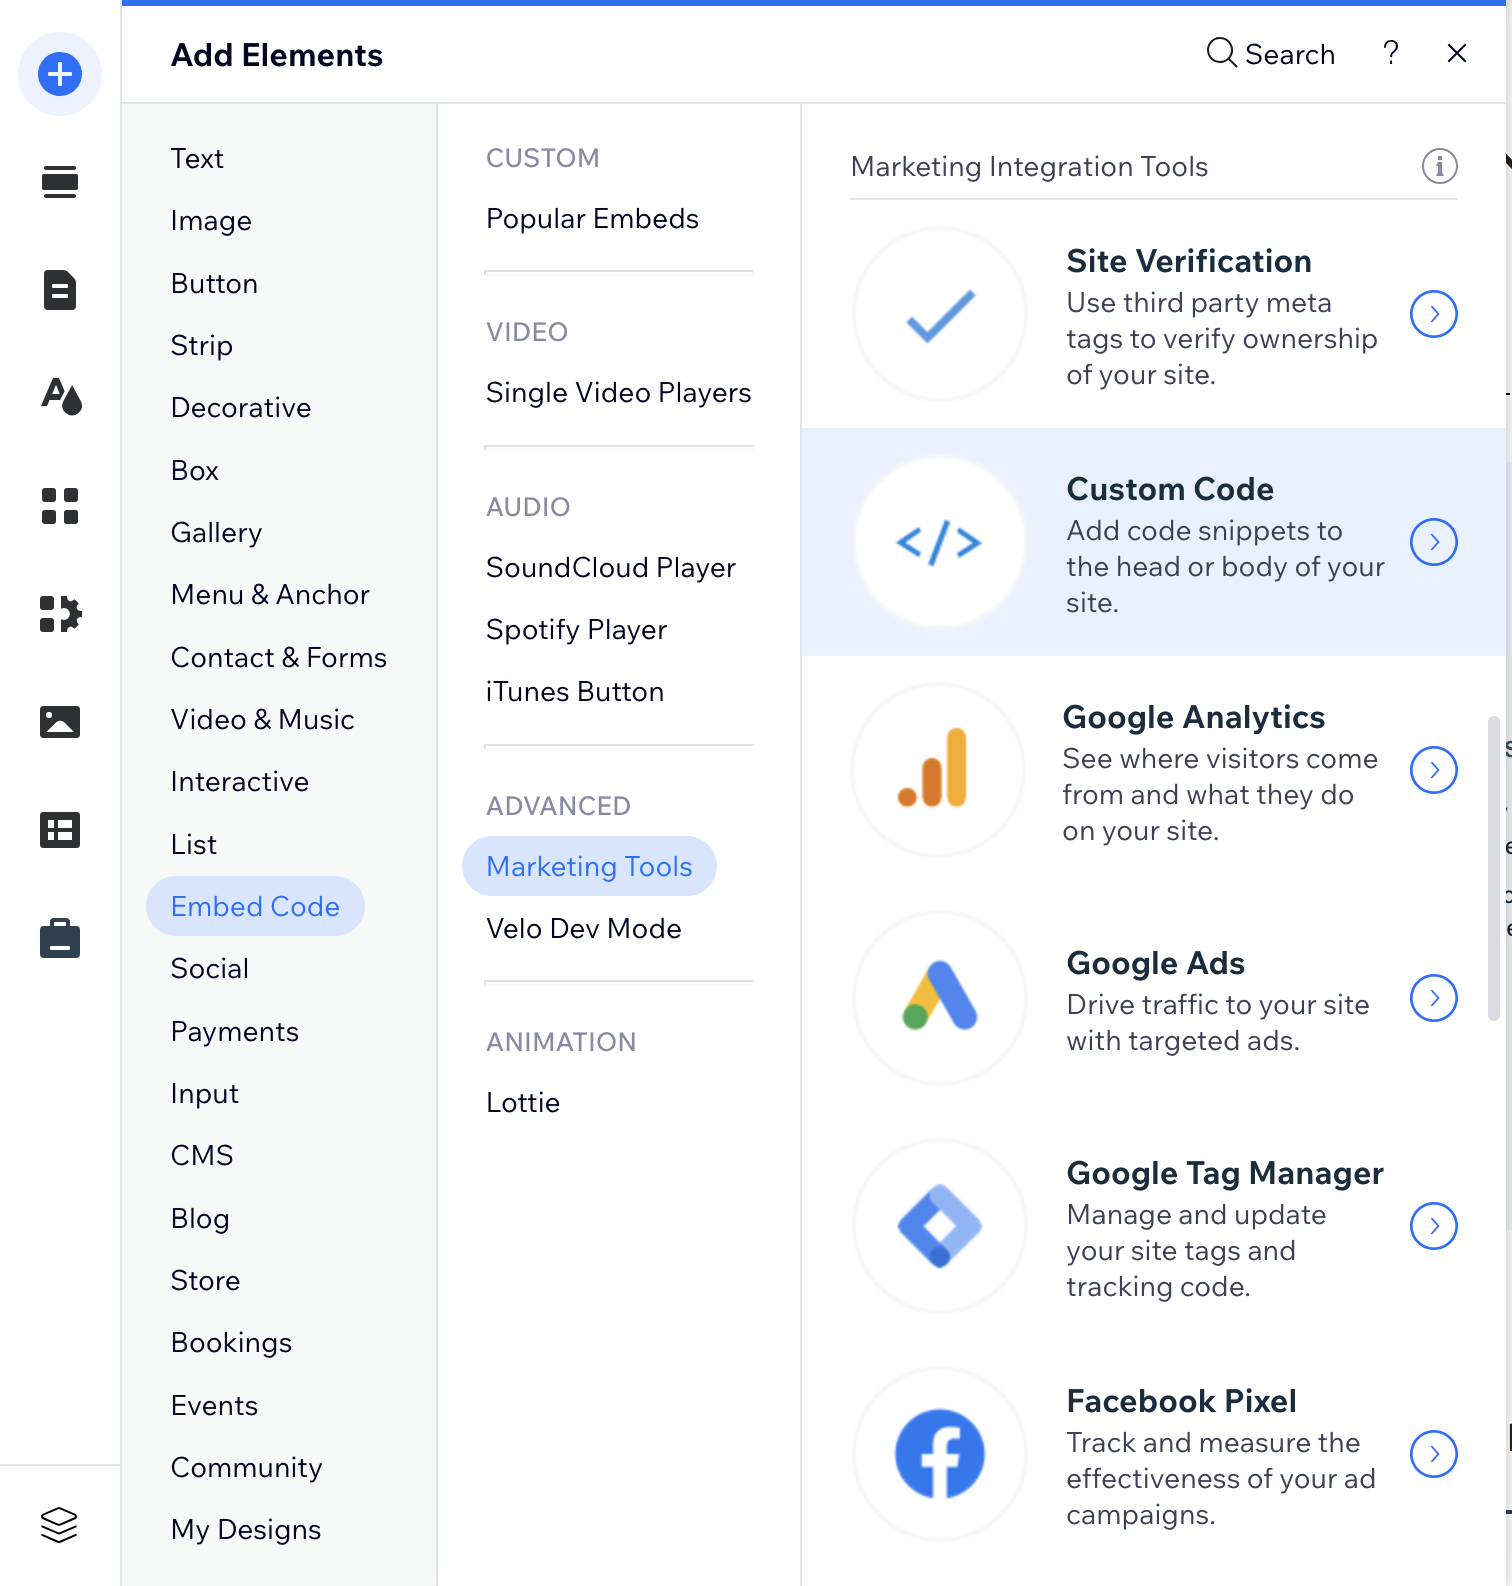 Add Elements
Search
?
Text
Image
Button
Strip
Decorative
Box
Gallery
Menu & Anchor
Contact & Forms
Video & Music
Interactive
List
Embed Code
Social
Payments
Input
CMS
Blog
Store
Bookings
Events
Community
My Designs
CUSTOM
Popular Embeds
VIDEO
Single Video Players
AUDIO
SoundCloud Player
Spotify Player
iTunes Button
ADVANCED
Marketing Tools
Velo Dev Mode
ANIMATION
Lottie
Marketing Integration Tools
Site Verification
Use third party meta
tags to verify ownership
of your site.
Custom Code
Add code snippets to
the head or body of your
site.
Google Analytics
See where visitors come
from and what they do
on your site.
Google Ads
Drive traffic to your site
with targeted ads.
Google Tag Manager
Manage and update
your site tags and
tracking code.
Facebook Pixel
Track and measure the
effectiveness of your ad
campaigns.